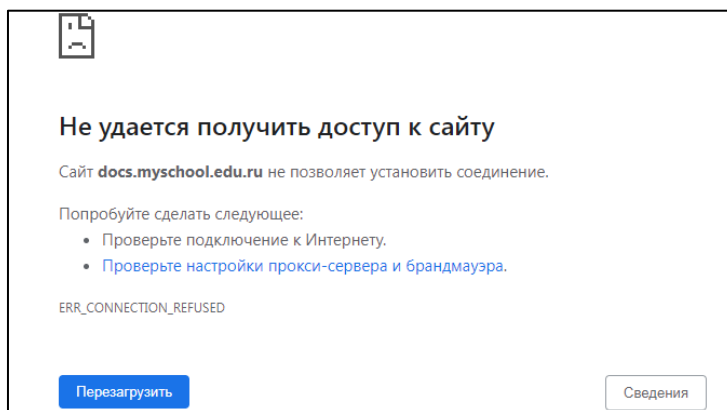 Не удается получить доступ к сайту
Сайт docs.myschool.edu.ru не позволяет установить соединение.
Попробуйте сделать следующее:
• Проверьте подключение к Интернету.
• Проверьте настройки прокси-сервера и брандмауэра.
ERR_CONNECTION_REFUSED
Перезагрузить
Сведения